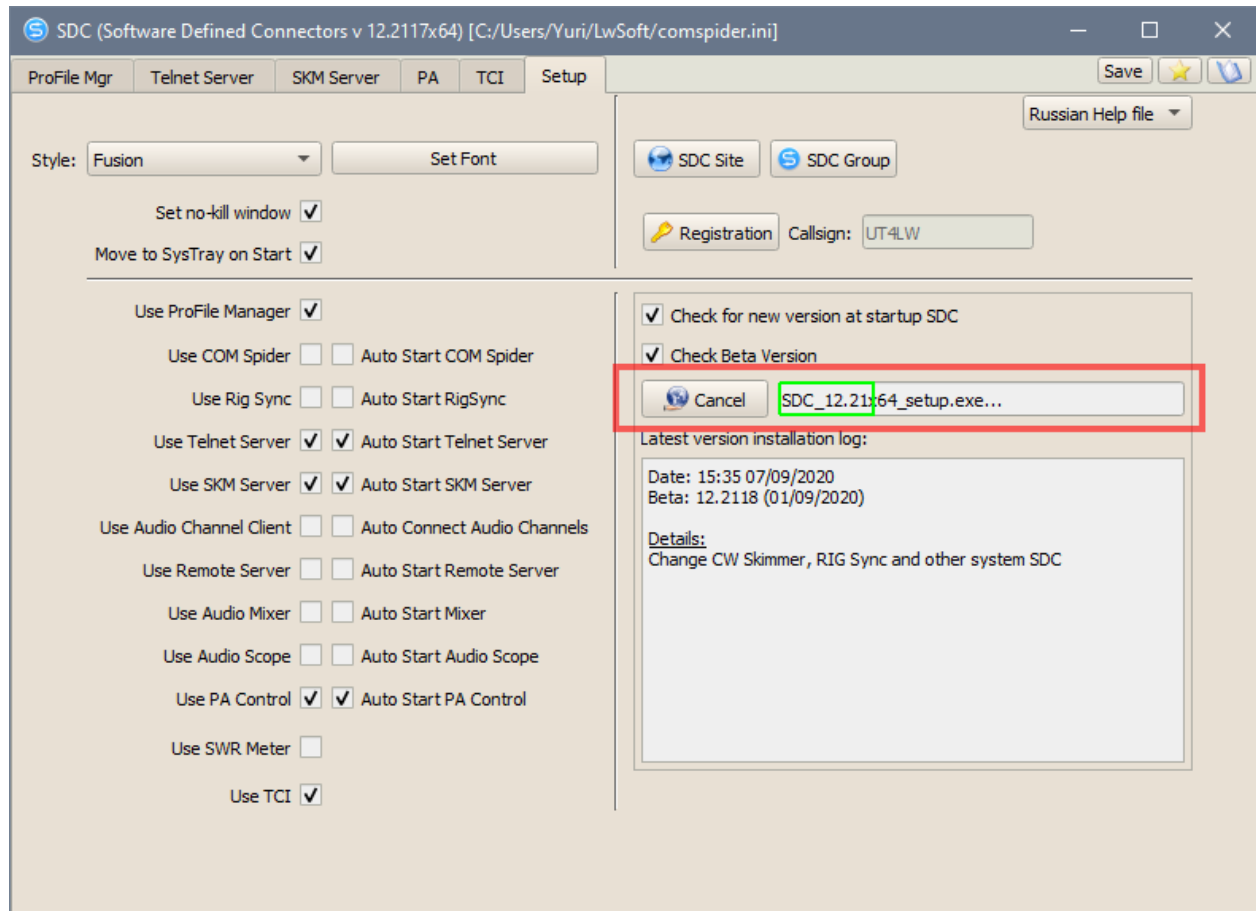 SDC (Software Defined Connectors v 12.2117x64) [C:/Users/Yuri/LwSoft/comspider.ini]
ProFile Mgr Telnet Server SKM Server PA TCI Setup Save
Russian Help file
Style: Fusion Set Font
SDC Site SDC Group
Set no-kill window
Registration Callsign: UT4LW
Move to SysTray on Start
Use ProFile Manager
Use COM Spider Auto Start COM Spider
Use Rig Sync Auto Start RigSync
Use Telnet Server Auto Start Telnet Server
Use SKM Server Auto Start SKM Server
Use Audio Channel Client Auto Connect Audio Channels
Use Remote Server Auto Start Remote Server
Use Audio Mixer Auto Start Mixer
Use Audio Scope Auto Start Audio Scope
Use PA Control Auto Start PA Control
Use SWR Meter
Use TCI
Check for new version at startup SDC
Check Beta Version
Cancel SDC_12.21x64_setup.exe...
Latest version installation log:
Date: 15:35 07/09/2020
Beta: 12.2118 (01/09/2020)
Details:
Change CW Skimmer, RIG Sync and other system SDC